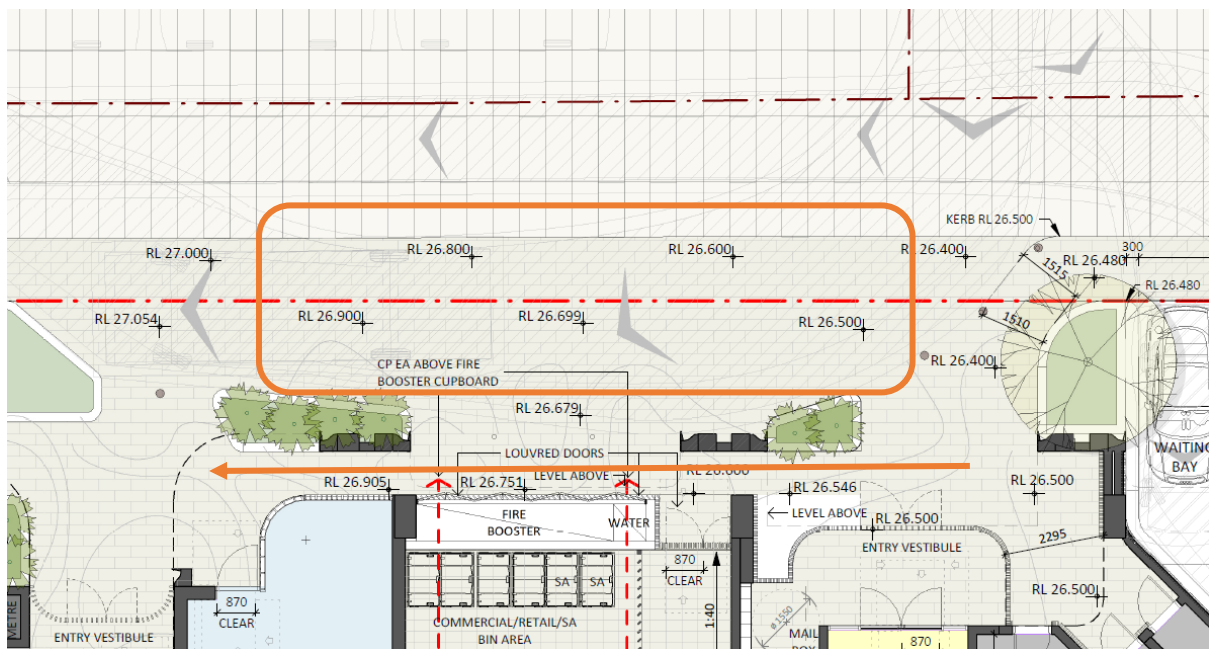 KERB RL 26.500
RL 27.000
RL 26.800
RL 26.600
RL 26.400
300
RL 26.480
1515
RL 26.480
RL 27.054
RL 26.900
RL 26.699
RL 26.500
1510
CP EA ABOVE FIRE
BOOSTER CUPBOARD
RL 26.400
RL 26.679
LOUVRED DOORS
WAITING
BAY
LEVEL ABOVE
RL 26.905
RL 26.751
RL 26.546
RL 26.500
FIRE
BOOSTER
WATER
LEVEL ABOVE
RL 26.500
ENTRY VESTIBULE
2295
870
CLEAR
SA
SA
870
CLEAR
1:40
ø 1550
RL 26.500
METRE
ENTRY VESTIBULE
COMMERCIAL/RETAIL/SA
BIN AREA
MAIL
870